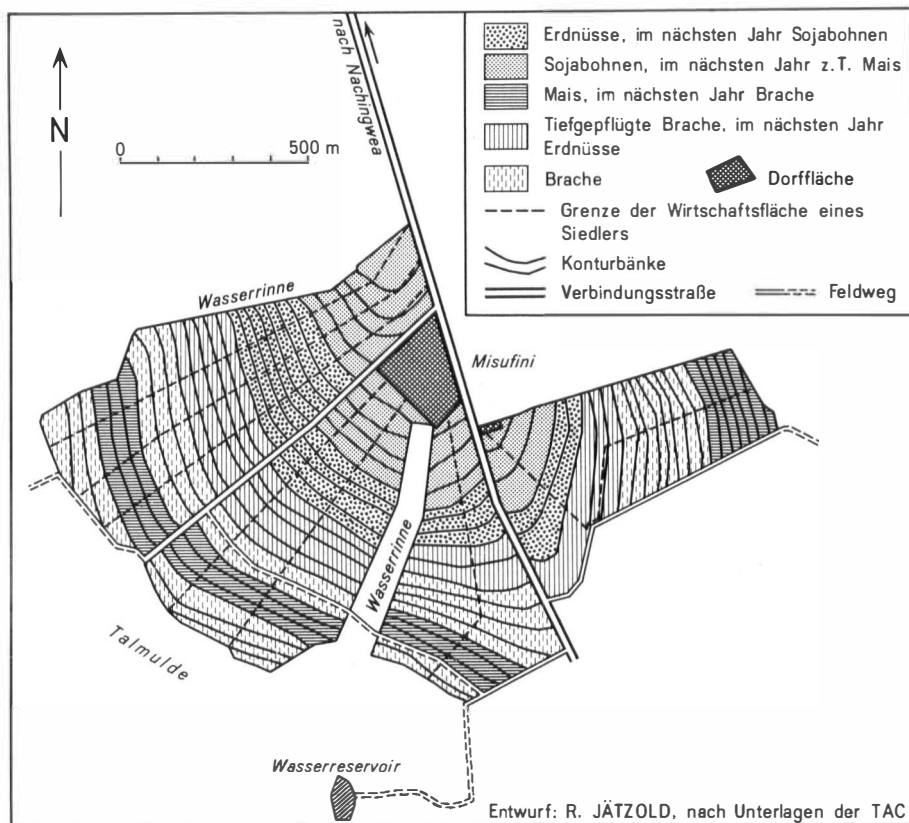 Erdnüsse, im nächsten Jahr Sojabohnen
Sojabohnen, im nächsten Jahr z.T. Mais
Mais, im nächsten Jahr Brache
Tiefgepflügte Brache, im nächsten Jahr
Erdnüsse
Brache
Dorffläche
Grenze der Wirtschaftsfläche eines
Siedlers
Konturbänke
Verbindungsstraße
Feldweg
nach Nachingwea
N
0 500 m
Wasserrinne
Misufini
Wasserrinne
Talmulde
Wasserreservoir
Entwurf: R. JÄTZOLD, nach Unterlagen der TAC